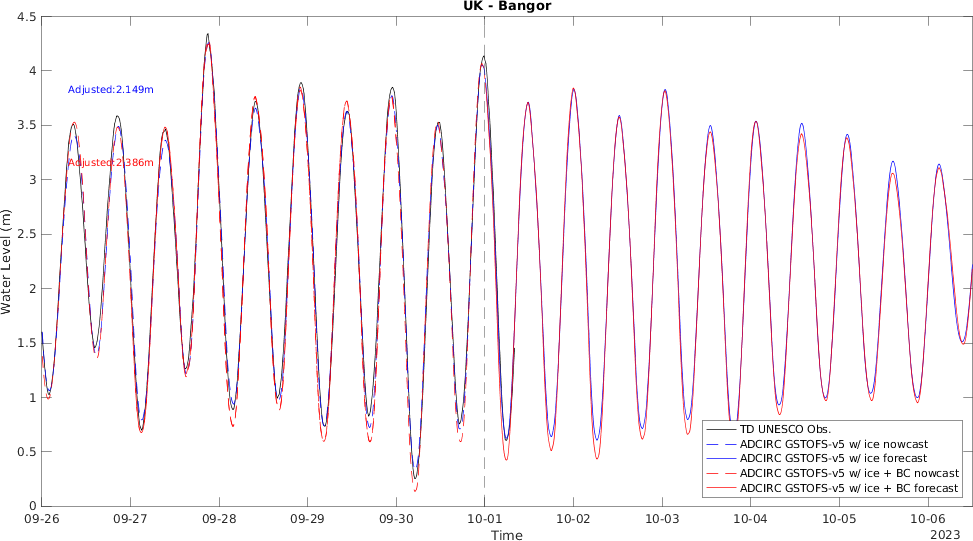 UK - Bangor
4.5
4
3.5
3
2.5
2
1.5
1
0.5
0
Water Level (m)
Adjusted:2.149m
Adjusted:2.386m
TD UNESCO Obs.
ADCIRC GSTOFS-v5 w/ ice nowcast
ADCIRC GSTOFS-v5 w/ ice forecast
ADCIRC GSTOFS-v5 w/ ice + BC nowcast
ADCIRC GSTOFS-v5 w/ ice + BC forecast
09-26 09-27 09-28 09-29 09-30 10-01 10-02 10-03 10-04 10-05 10-06
Time
2023